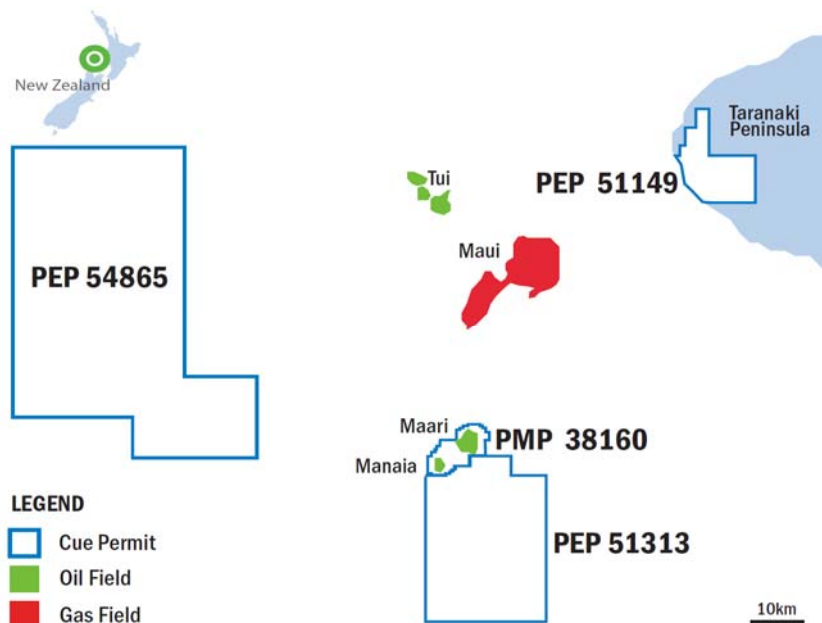 New Zealand
Taranaki
Peninsula
Tui
PEP 51149
Maui
PEP 54865
Maari
PMP 38160
Manaia
LEGEND
Cue Permit
PEP 51313
Oil Field
Gas Field
10km